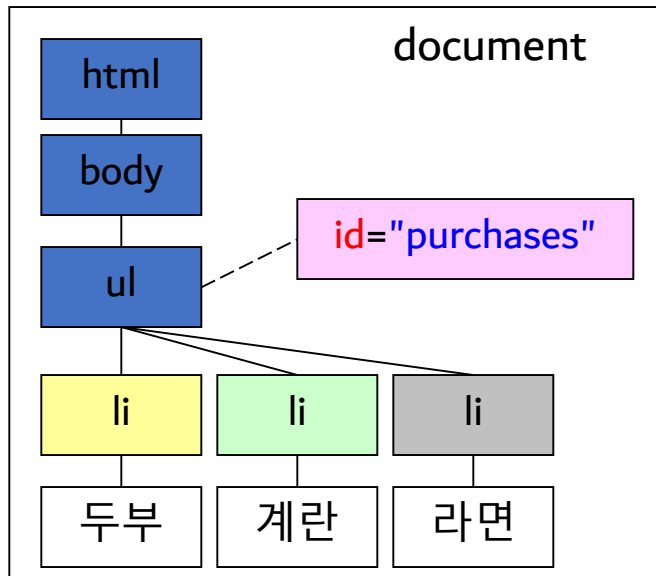 document
html
body
id="purchases"
ul
li li li
두부 계란 라면